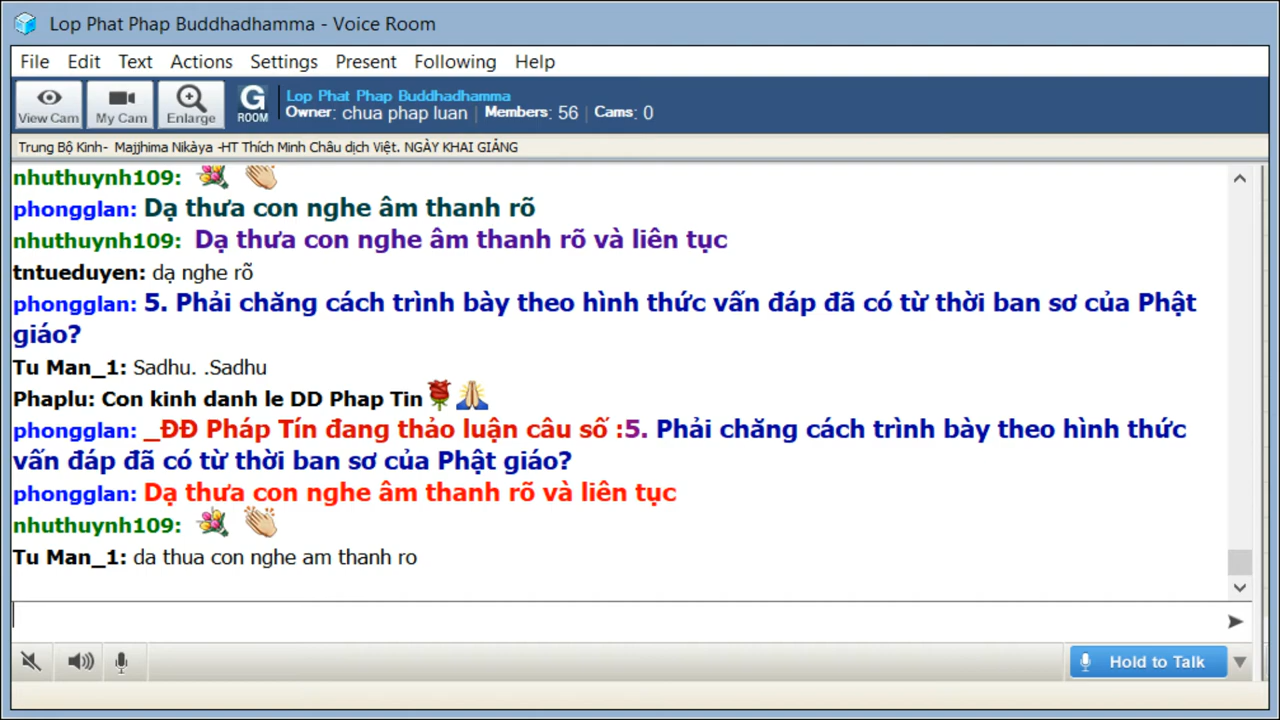 Lop Phat Phap Buddhadhamma - Voice Room
File Edit Text Actions Settings Present Following Help
View Cam My Cam Enlarge G ROOM
Lop Phat Phap Buddhadhamma
Owner: chua phap luan | Members: 56 | Cams: 0
Trung Bộ Kinh- Majjhima Nikàya -HT Thích Minh Châu dịch Việt. NGÀY KHAI GIẢNG
nhuthuynh109:
phongglan: Dạ thưa con nghe âm thanh rõ
nhuthuynh109: Dạ thưa con nghe âm thanh rõ và liên tục
tntueduyen: dạ nghe rõ
phongglan: 5. Phải chăng cách trình bày theo hình thức vấn đáp đã có từ thời ban sơ của Phật
giáo?
Tu Man_1: Sadhu. .Sadhu
Phaplu: Con kinh danh le DD Phap Tin
phongglan: _ĐĐ Pháp Tín đang thảo luận câu số :5. Phải chăng cách trình bày theo hình thức
vấn đáp đã có từ thời ban sơ của Phật giáo?
phongglan: Dạ thưa con nghe âm thanh rõ và liên tục
nhuthuynh109:
Tu Man_1: da thua con nghe am thanh ro
Hold to Talk